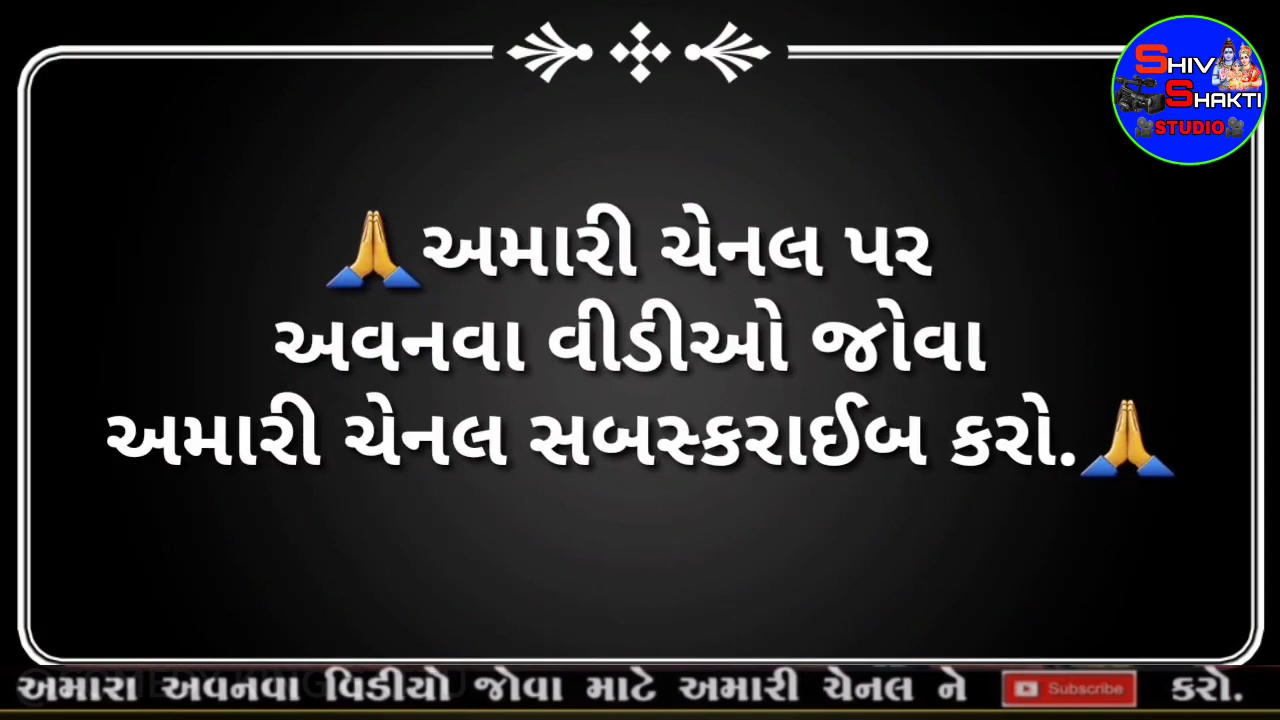 SHIV
SHAKTI
STUDIO
🙏અમારી ચેનલ પર
અવનવા વીડીઓ જોવા
અમારી ચેનલ સબસ્કરાઈબ કરો.🙏
અમારા અવનવા વિડીયો જોવા માટે અમારી ચેનલ ને Subscribe કરો.